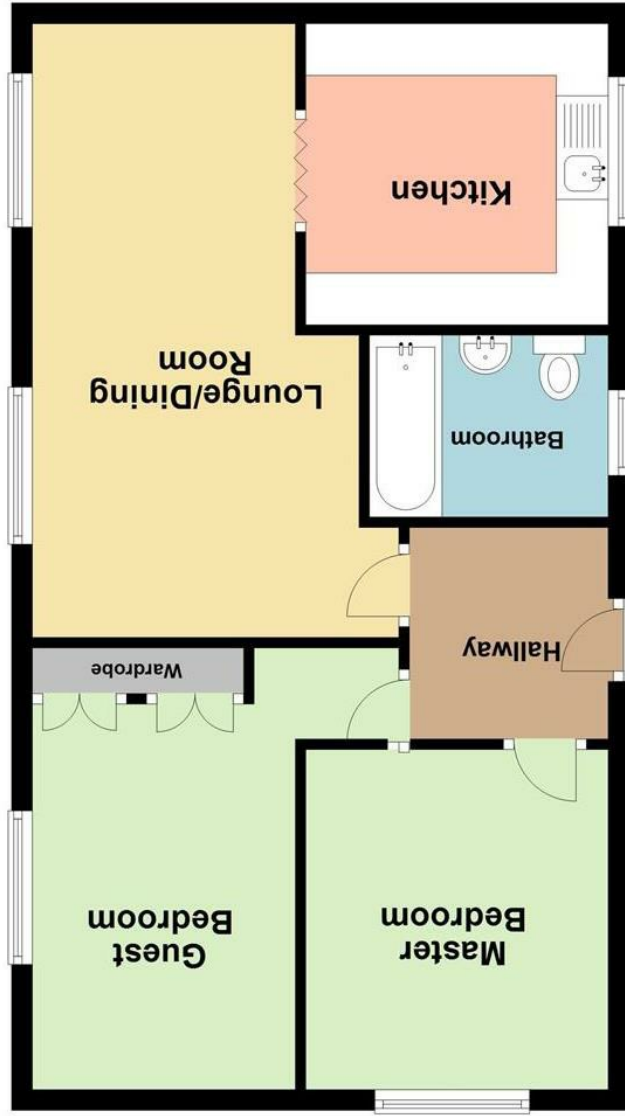 Master
Bedroom
Guest
Bedroom
Wardrobe
Hallway
Lounge/Dining
Room
Bathroom
Kitchen